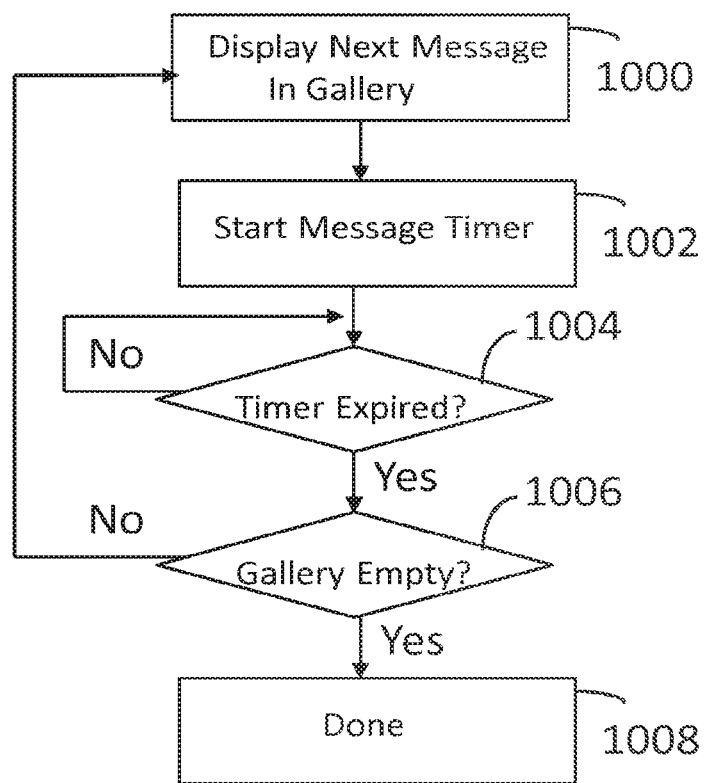 Display Next Message
In Gallery
1000
Start Message Timer
1002
1004
No
Timer Expired?
Yes
1006
No
Gallery Empty?
Yes
Done
1008